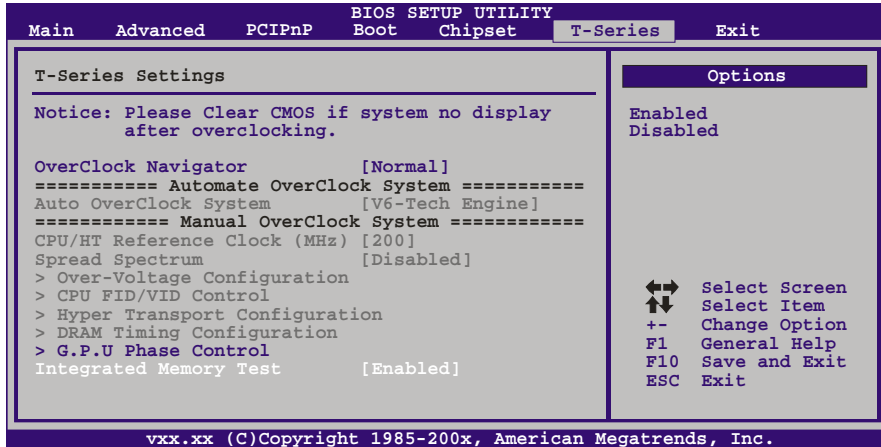 BIOS SETUP UTILITY
Main Advanced PCIPnP Boot Chipset T-Series Exit
T-Series Settings
Notice: Please Clear CMOS if system no display
after overclocking.
OverClock Navigator [Normal]
=========== Automate OverClock System ===========
Auto OverClock System [V6-Tech Engine]
============ Manual OverClock System ============
CPU/HT Reference Clock (MHz) [200]
Spread Spectrum [Disabled]
> Over-Voltage Configuration
> CPU FID/VID Control
> Hyper Transport Configuration
> DRAM Timing Configuration
> G.P.U Phase Control
Integrated Memory Test [Enabled]
Options
Enabled
Disabled
Select Screen
Select Item
+- Change Option
F1 General Help
F10 Save and Exit
ESC Exit
vxx.xx (C)Copyright 1985-200x, American Megatrends, Inc.